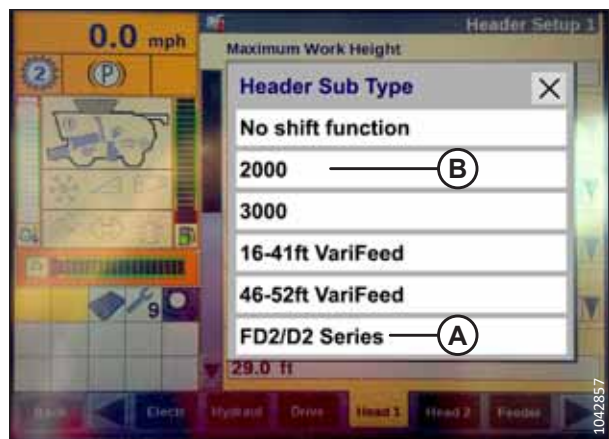 0.0 mph
Header Setup 1
2
P
Maximum Work Height
Header Sub Type
No shift function
2000
B
3000
16-41ft VariFeed
46-52ft VariFeed
FD2/D2 Series
A
9
29.0 ft
Back
Electr
Hydraul
Drive
Head 1
Head 2
Feeder
1042857